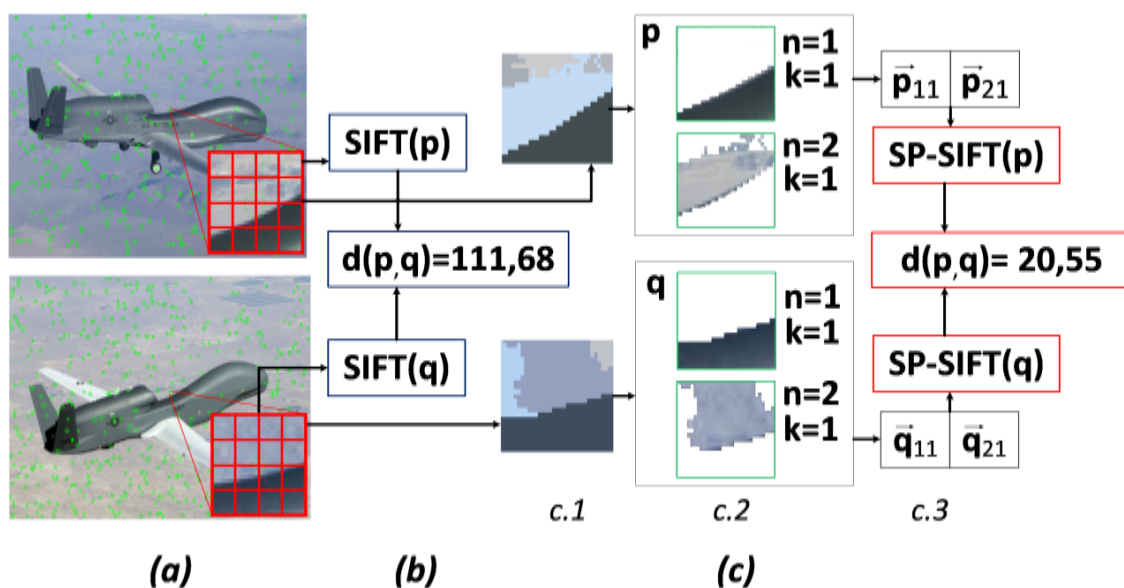 p
n=1
k=1
n=2
k=1
p⃗₁₁ p⃗₂₁
SIFT(p)
SP-SIFT(p)
d(p,q)=111,68
d(p,q)= 20,55
q
n=1
k=1
n=2
k=1
SIFT(q)
SP-SIFT(q)
q⃗₁₁ q⃗₂₁
c.1 c.2 c.3
(a) (b) (c)